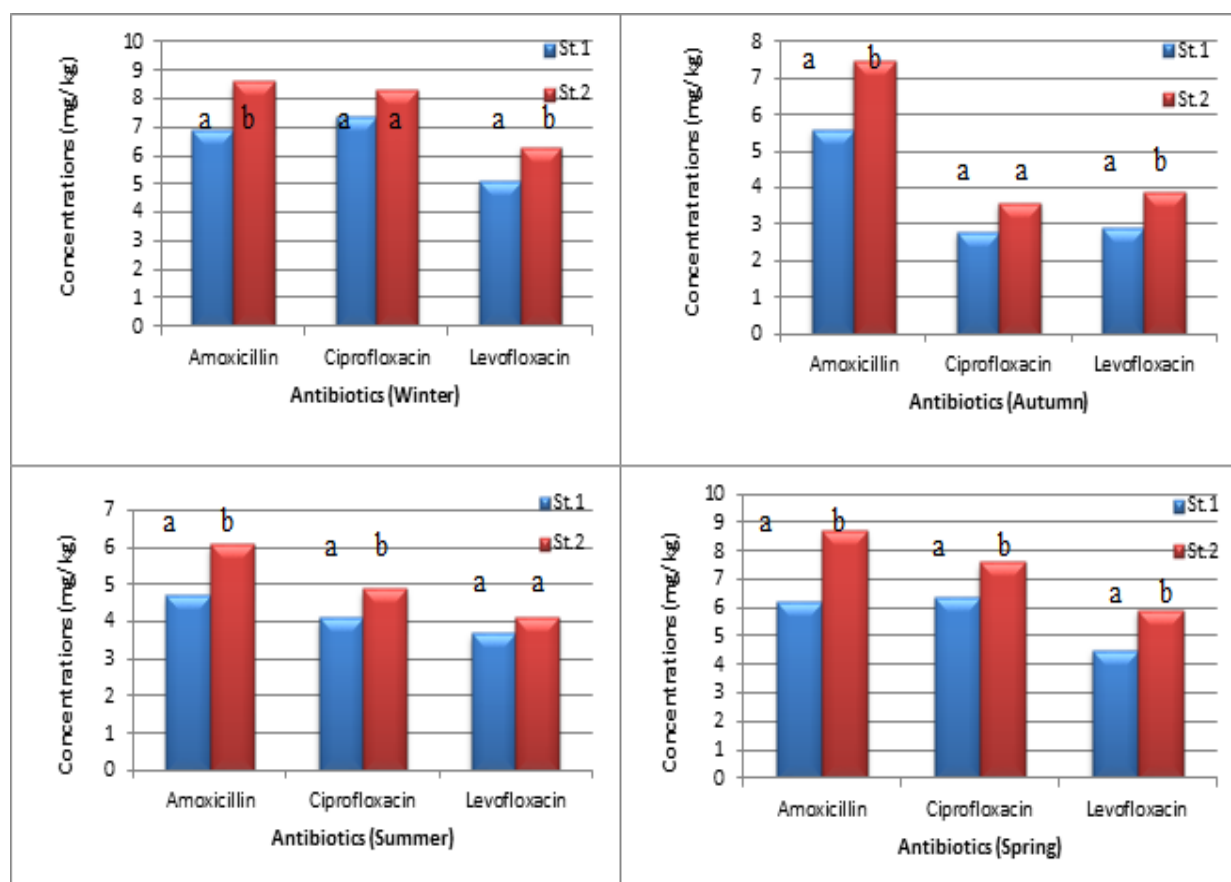 Concentrations (mg/kg)
10
9
8
7
6
5
4
3
2
1
0
St.1
St.2
a b a a a b
Amoxicillin Ciprofloxacin Levofloxacin
Antibiotics (Winter)
Concentratrations (mg/kg)
8
7
6
5
4
3
2
1
0
St.1
St.2
a b
a a a b
Amoxicillin Ciprofloxacin Levofloxacin
Antibiotics (Autumn)
Concentrations (mg/kg)
7
6
5
4
3
2
1
0
St.1
St.2
a b
a b
a a
Amoxicillin Ciprofloxacin Levofloxacin
Antibiotics (Summer)
Concentrations (mg/kg)
10
9
8
7
6
5
4
3
2
1
0
St.1
St.2
a b
a b
a b
Amoxicillin Ciprofloxacin Levofloxacin
Antibiotics (Spring)